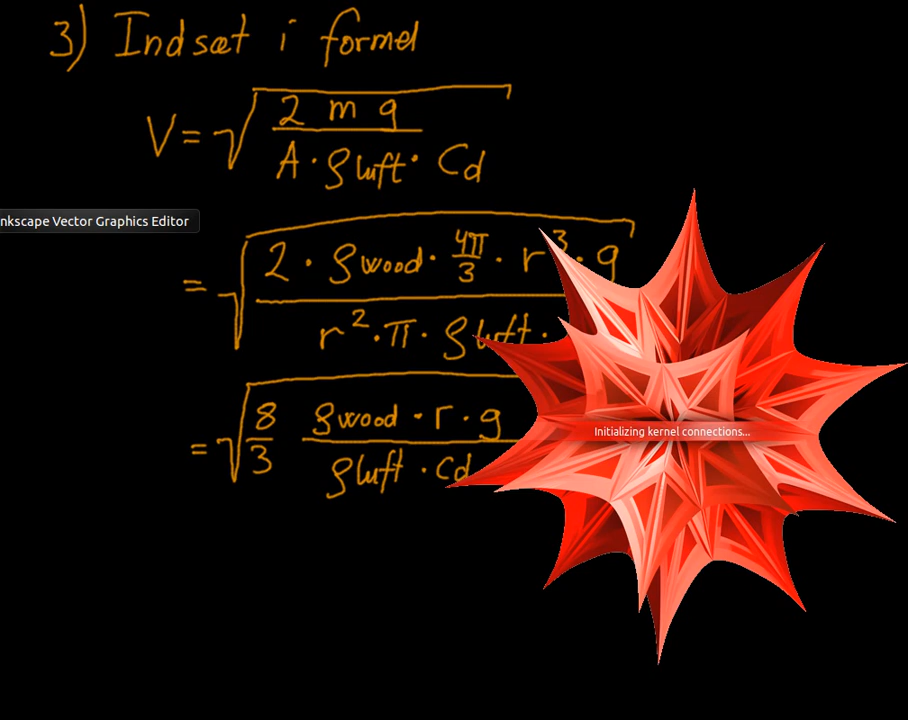 3) Indsæt i formel
V = √(2 m g / A · ρluft · Cd)
nkscape Vector Graphics Editor
= √(2 · ρwood · 4π/3 · r³ · g / r² · π · ρluft ·
= √(8/3 ρwood · r · g / ρluft · Cd
Initializing kernel connections...